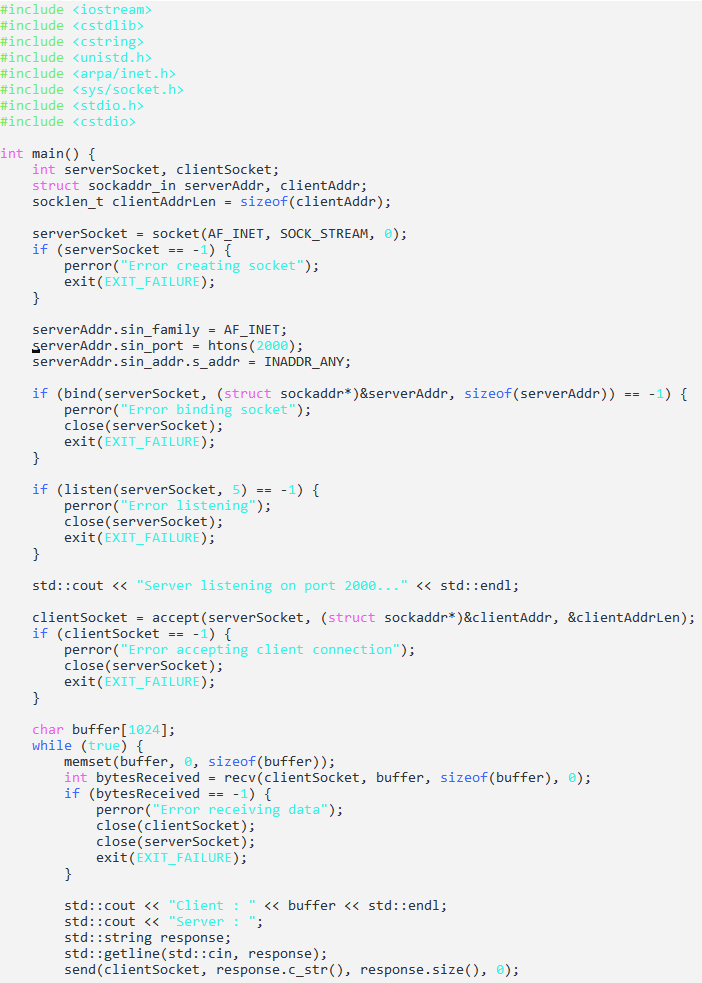 #include <iostream>
#include <cstdlib>
#include <cstring>
#include <unistd.h>
#include <arpa/inet.h>
#include <sys/socket.h>
#include <stdio.h>
#include <cstdio>

int main() {
    int serverSocket, clientSocket;
    struct sockaddr_in serverAddr, clientAddr;
    socklen_t clientAddrLen = sizeof(clientAddr);

    serverSocket = socket(AF_INET, SOCK_STREAM, 0);
    if (serverSocket == -1) {
        perror("Error creating socket");
        exit(EXIT_FAILURE);
    }

    serverAddr.sin_family = AF_INET;
    serverAddr.sin_port = htons(2000);
    serverAddr.sin_addr.s_addr = INADDR_ANY;

    if (bind(serverSocket, (struct sockaddr*)&serverAddr, sizeof(serverAddr)) == -1) {
        perror("Error binding socket");
        close(serverSocket);
        exit(EXIT_FAILURE);
    }

    if (listen(serverSocket, 5) == -1) {
        perror("Error listening");
        close(serverSocket);
        exit(EXIT_FAILURE);
    }

    std::cout << "Server listening on port 2000..." << std::endl;

    clientSocket = accept(serverSocket, (struct sockaddr*)&clientAddr, &clientAddrLen);
    if (clientSocket == -1) {
        perror("Error accepting client connection");
        close(serverSocket);
        exit(EXIT_FAILURE);
    }

    char buffer[1024];
    while (true) {
        memset(buffer, 0, sizeof(buffer));
        int bytesReceived = recv(clientSocket, buffer, sizeof(buffer), 0);
        if (bytesReceived == -1) {
            perror("Error receiving data");
            close(clientSocket);
            close(serverSocket);
            exit(EXIT_FAILURE);
        }

        std::cout << "Client : " << buffer << std::endl;
        std::cout << "Server : ";
        std::string response;
        std::getline(std::cin, response);
        send(clientSocket, response.c_str(), response.size(), 0);